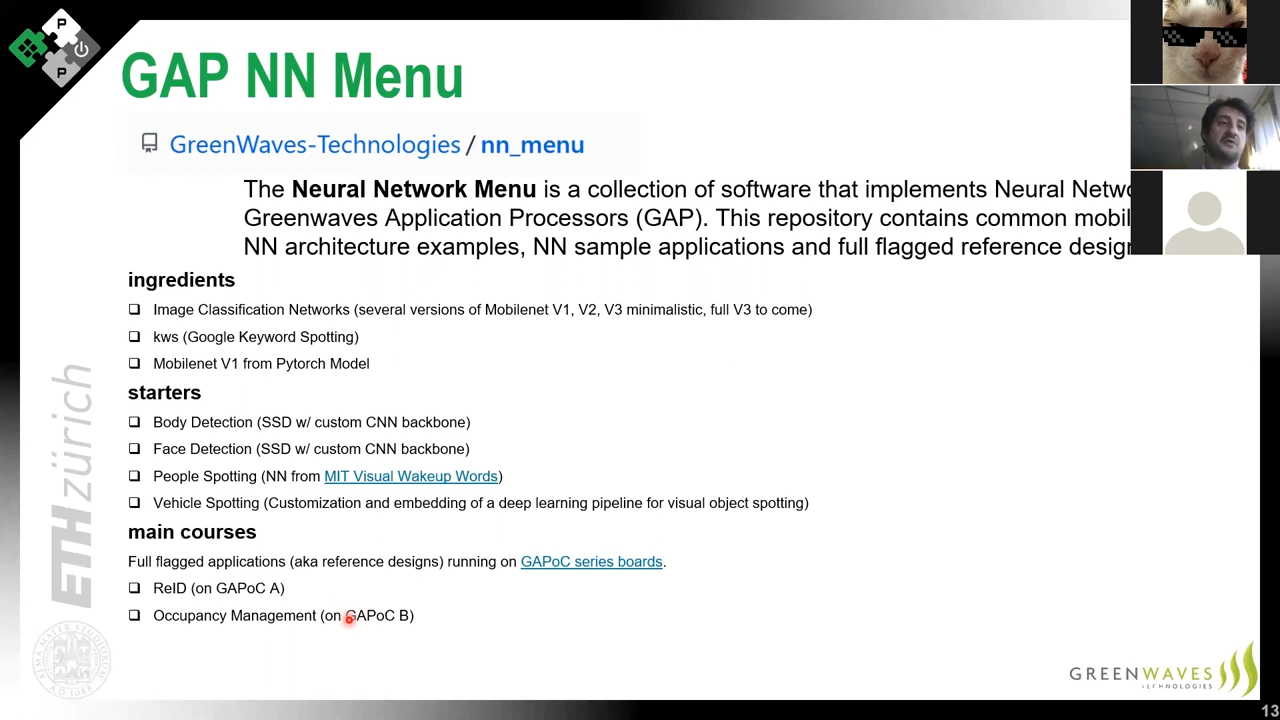 P
P
GAP NN Menu
GreenWaves-Technologies / nn_menu
The Neural Network Menu is a collection of software that implements Neural
Greenwaves Application Processors (GAP). This repository contains common
NN architecture examples, NN sample applications and full flagged reference
ingredients
❑ Image Classification Networks (several versions of Mobilenet V1, V2, V3 minimalistic, full V3 to come)
❑ kws (Google Keyword Spotting)
❑ Mobilenet V1 from Pytorch Model
starters
❑ Body Detection (SSD w/ custom CNN backbone)
❑ Face Detection (SSD w/ custom CNN backbone)
❑ People Spotting (NN from MIT Visual Wakeup Words)
❑ Vehicle Spotting (Customization and embedding of a deep learning pipeline for visual object spotting)
main courses
Full flagged applications (aka reference designs) running on GAPoC series boards.
❑ ReID (on GAPoC A)
❑ Occupancy Management (on GAPoC B)
ETH zürich
ALMA MATER STUDIORUM
A.D. 1088
GREENWAVES
TECHNOLOGIES
13